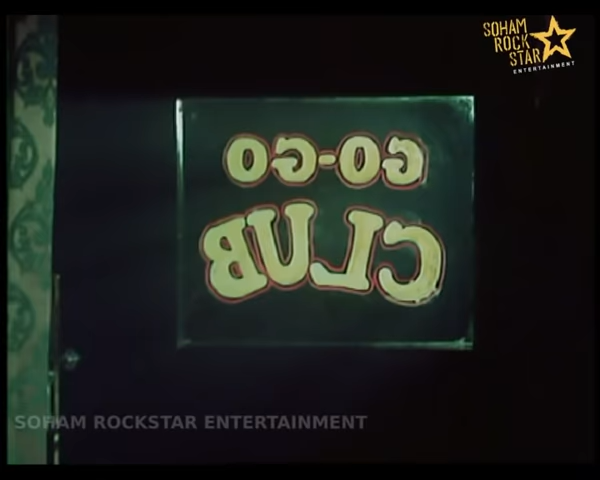 SOHAM
ROCK
STAR
ENTERTAINMENT
GO-GO
CLUB
SOHAM ROCKSTAR ENTERTAINMENT